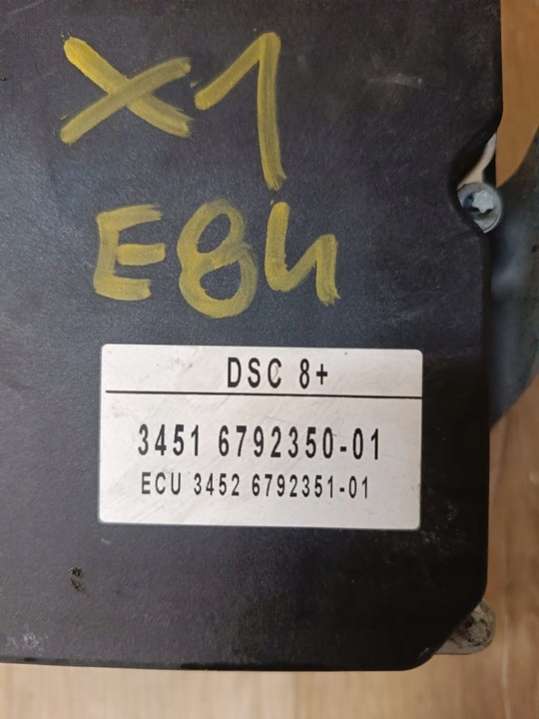 X1
E84
DSC 8+
3451 6792350-01
ECU 3452 6792351-01